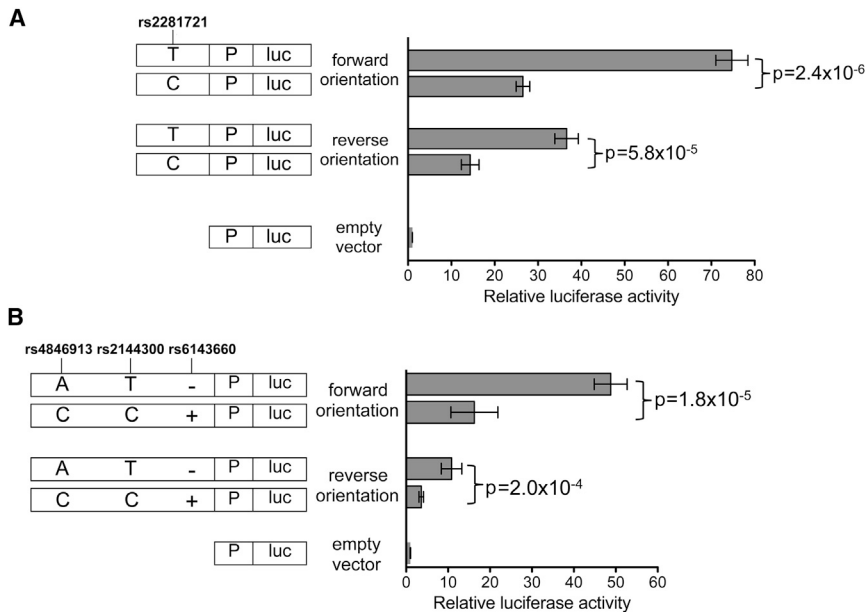 A
rs2281721
T P luc
C P luc
forward
orientation
p=2.4x10-6
T P luc
C P luc
reverse
orientation
p=5.8x10-5
P luc
empty
vector
0 10 20 30 40 50 60 70 80
Relative luciferase activity
B
rs4846913 rs2144300 rs6143660
A T - P luc
C C + P luc
forward
orientation
p=1.8x10-5
A T - P luc
C C + P luc
reverse
orientation
p=2.0x10-4
P luc
empty
vector
0 10 20 30 40 50 60
Relative luciferase activity